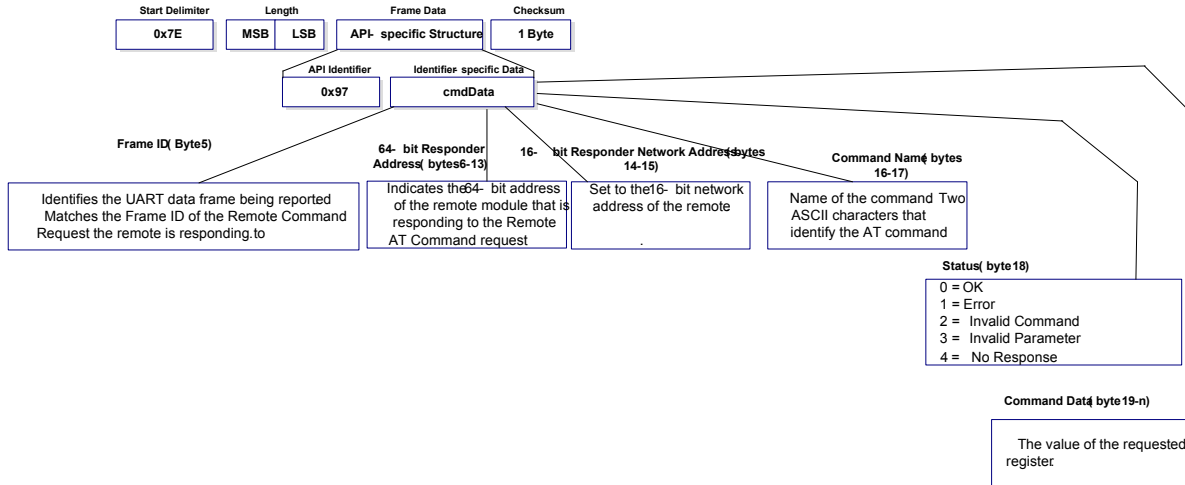 Start Delimiter
Length
Frame Data
Checksum
0x7E
MSB
LSB
API- specific Structure
1 Byte
API Identifier
Identifier- specific Data
0x97
cmdData
Frame ID( Byte5)
Identifies the UART data frame being reported
Matches the Frame ID of the Remote Command
Request the remote is responding.to
64- bit Responder
Address( bytes6-13)
Indicates the64- bit address
of the remote module that is
responding to the Remote
AT Command request
16- bit Responder Network Address(bytes
14-15)
Set to the16- bit network
address of the remote
.
Command Name( bytes
16-17)
Name of the command Two
ASCII characters that
identify the AT command
Status( byte18)
0 = OK
1 = Error
2 = Invalid Command
3 = Invalid Parameter
4 = No Response
Command Data( byte19-n)
The value of the requested
register.